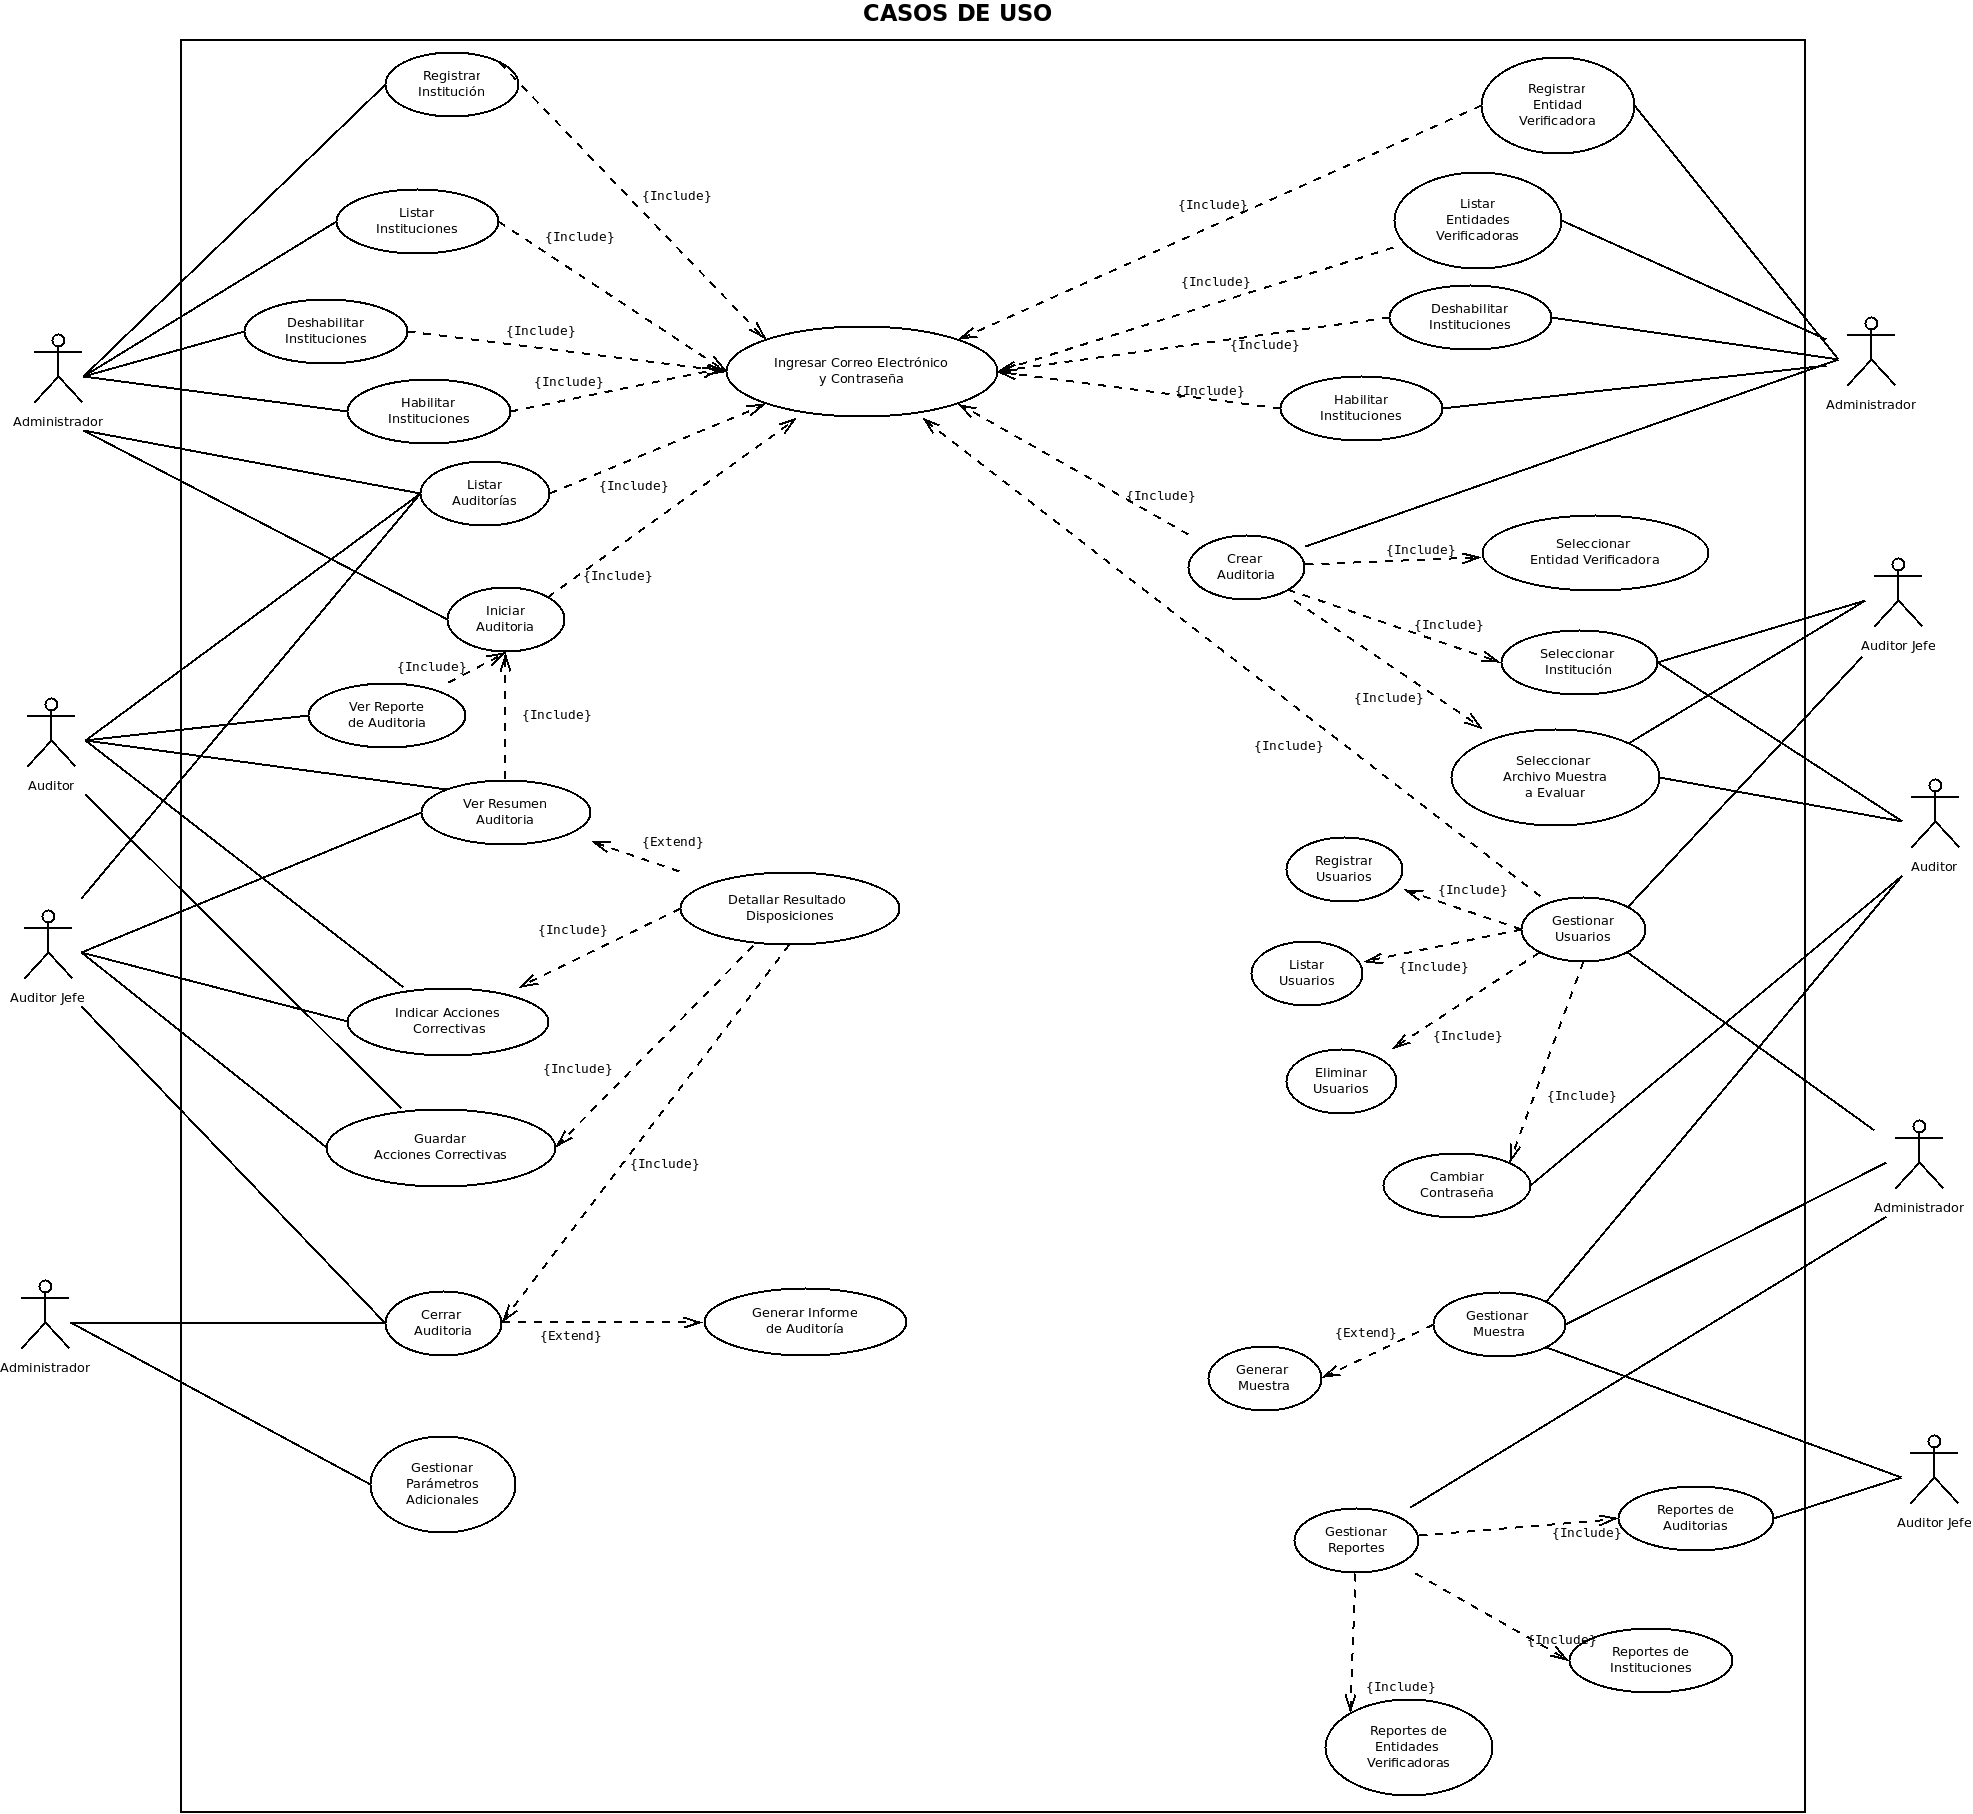 CASOS DE USO
Registrar
Institución
Registrar
Entidad
Verificadora
{Include}
{Include}
Listar
Instituciones
Listar
Entidades
Verificadoras
{Include}
{Include}
Deshabilitar
Instituciones
{Include}
Deshabilitar
Instituciones
{Include}
Ingresar Correo Electrónico
y Contraseña
Habilitar
Instituciones
{Include}
{Include}
Habilitar
Instituciones
Administrador
Administrador
Listar
Auditorías
{Include}
{Include}
Crear
Auditoria
{Include}
Seleccionar
Entidad Verificadora
Iniciar
Auditoria
{Include}
{Include}
Seleccionar
Institución
Auditor Jefe
{Include}
Ver Reporte
de Auditoria
{Include}
{Include}
{Include}
Seleccionar
Archivo Muestra
a Evaluar
Auditor
Ver Resumen
Auditoria
{Extend}
Registrar
Usuarios
{Include}
Auditor
Detallar Resultado
Disposiciones
{Include}
Gestionar
Usuarios
Listar
Usuarios
{Include}
Auditor Jefe
Indicar Acciones
Correctivas
{Include}
Eliminar
Usuarios
{Include}
{Include}
Guardar
Acciones Correctivas
{Include}
Cambiar
Contraseña
Administrador
Cerrar
Auditoria
{Extend}
Generar Informe
de Auditoría
Gestionar
Muestra
{Extend}
Generar
Muestra
Administrador
Gestionar
Parámetros
Adicionales
Gestionar
Reportes
{Include}
Reportes de
Auditorias
Auditor Jefe
{Include}
Reportes de
Instituciones
{Include}
Reportes de
Entidades
Verificadoras